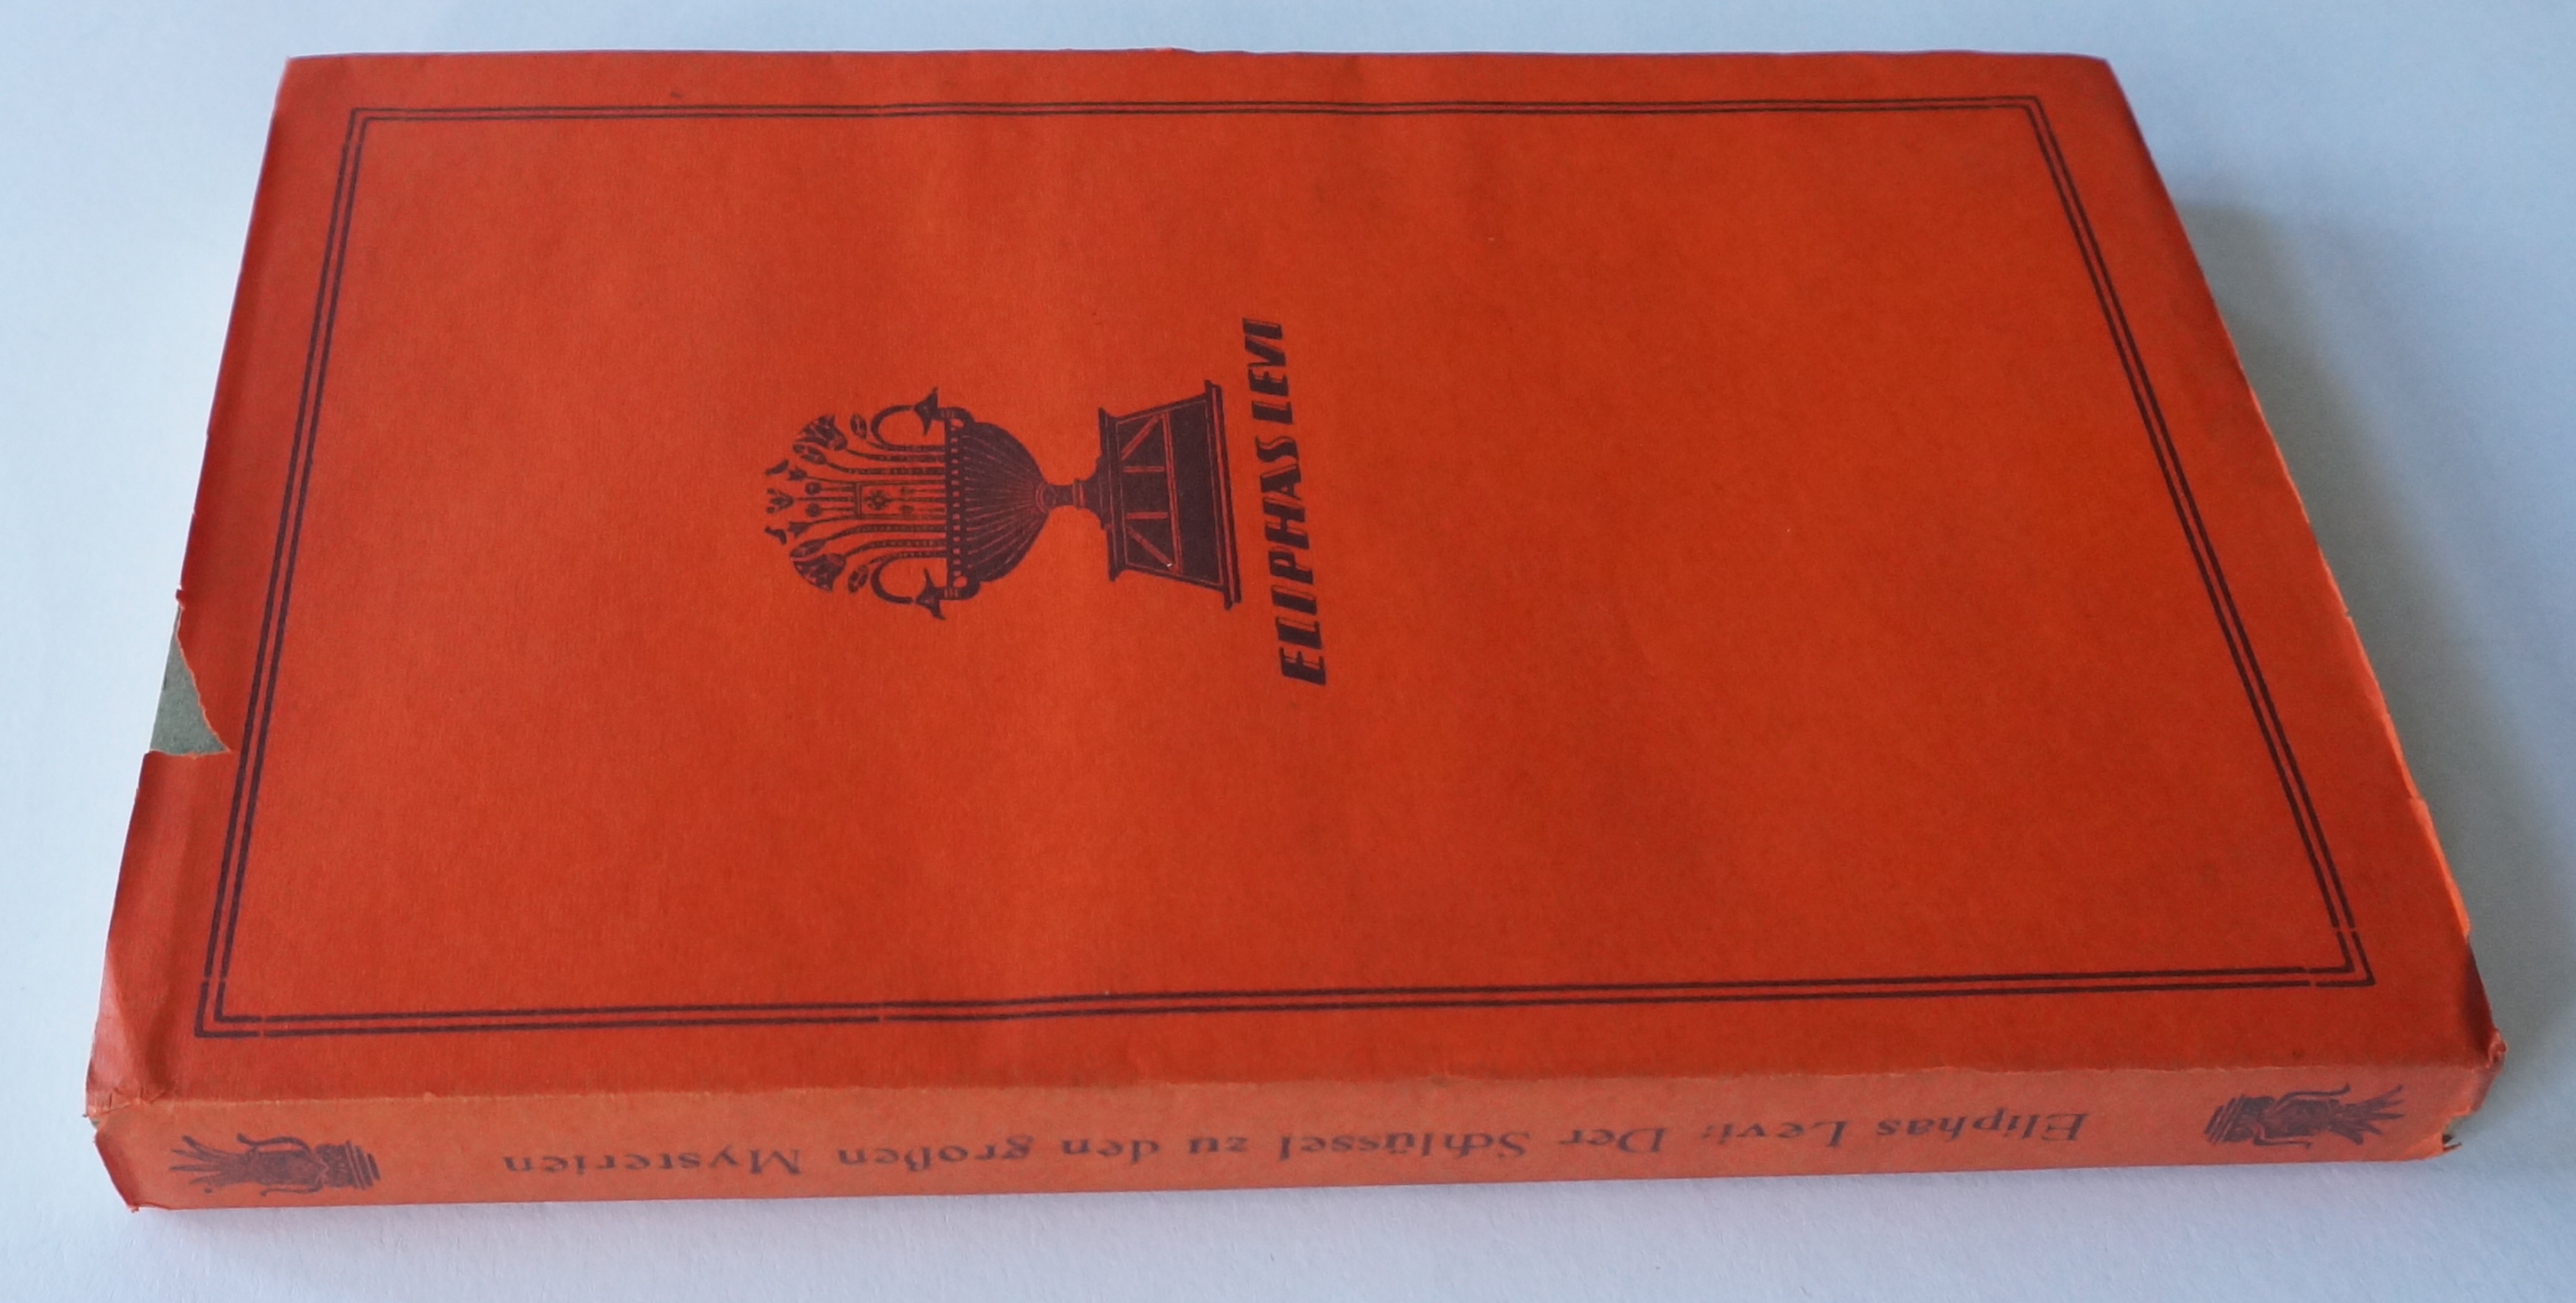 ELIPHAS LEVI
Eliphas Levi: Der Schlüssel zu den großen Mysterien